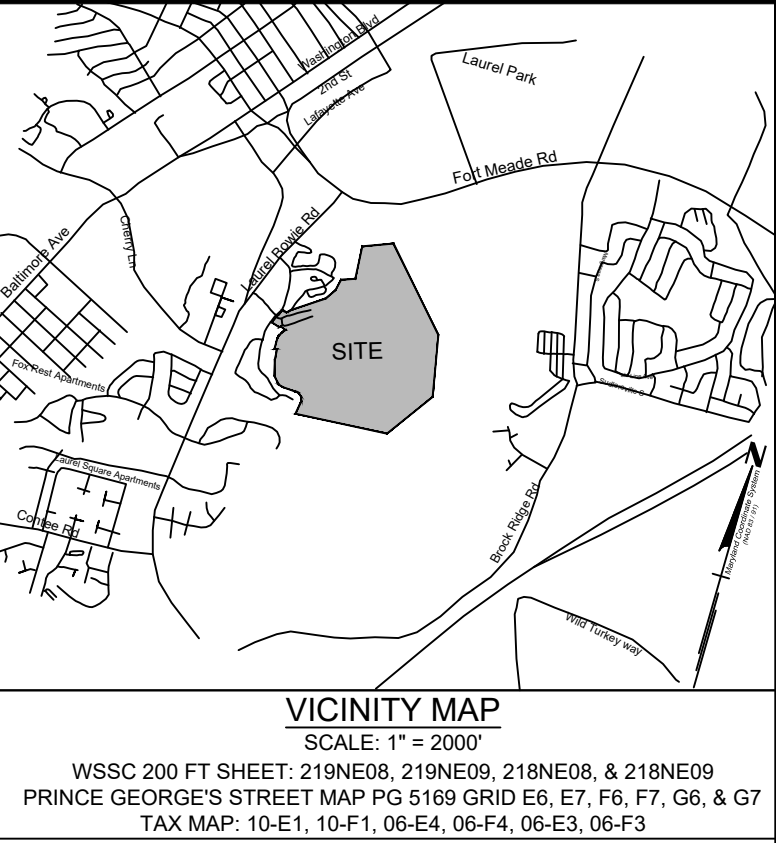 Washington Blvd
2nd St
Lafayette Ave
Laurel Park
Fort Meade Rd
Cherry Ln
Laurel Bowie Rd
Baltimore Ave
SITE
Fox Rest Apartments
Laurel Square Apartments
Contee Rd
Brock Ridge Rd
N
Maryland Coordinate System
(NAD 83 / 91)
Wild Turkey way
VICINITY MAP
SCALE: 1" = 2000'
WSSC 200 FT SHEET: 219NE08, 219NE09, 218NE08, & 218NE09
PRINCE GEORGE'S STREET MAP PG 5169 GRID E6, E7, F6, F7, G6, & G7
TAX MAP: 10-E1, 10-F1, 06-E4, 06-F4, 06-E3, 06-F3